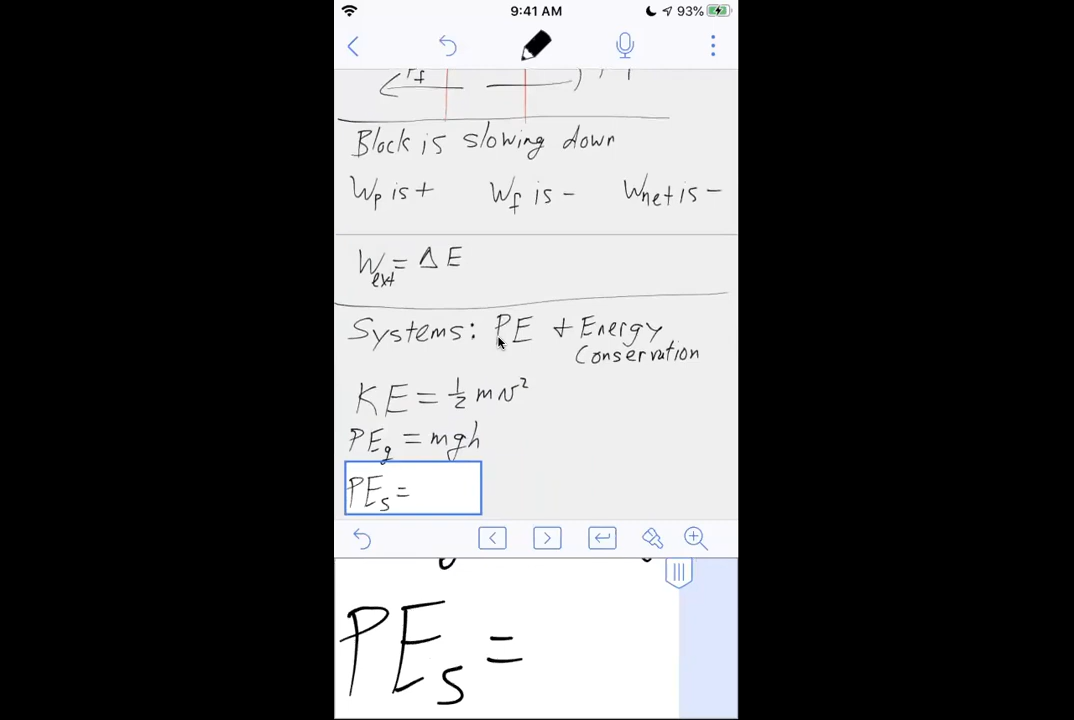 9:41 AM
93%
Block is slowing down
Wp is + Wf is - Wnet is -
Wext = Δ E
Systems: PE + Energy
Conservation
KE = 1/2 mv²
PEg = mgh
PEs =
PEs =